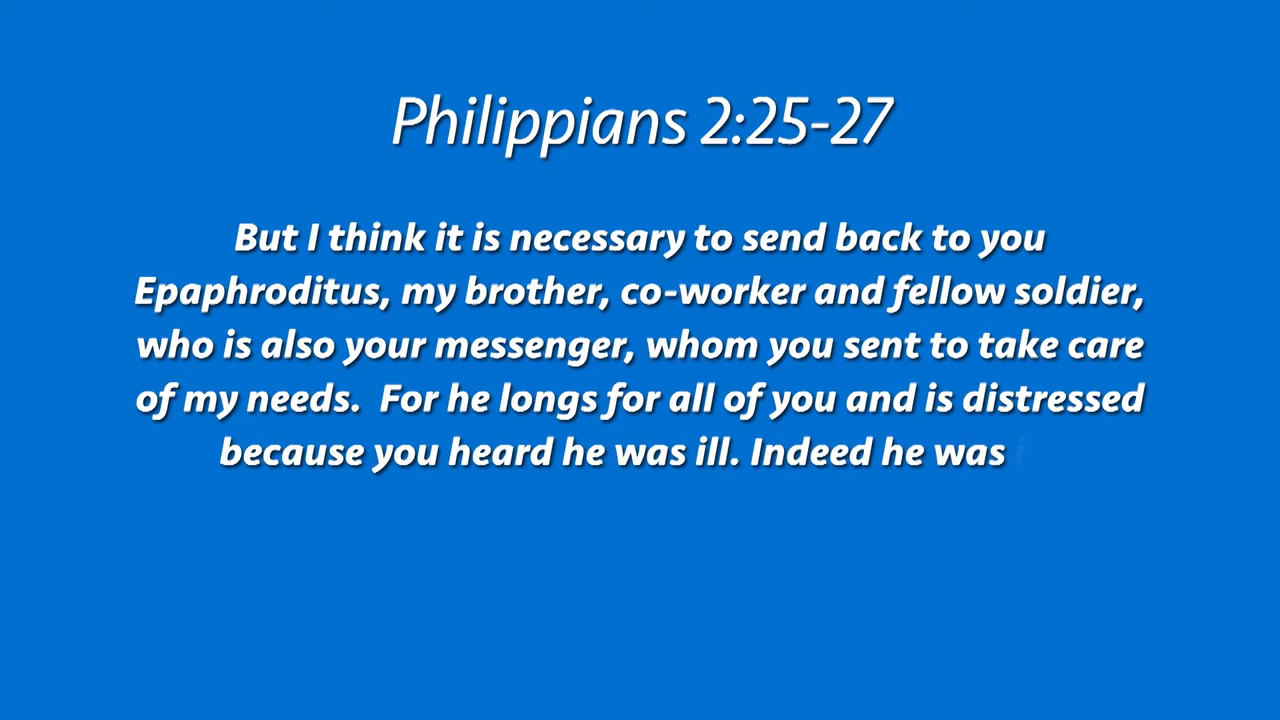 Philippians 2:25-27
But I think it is necessary to send back to you
Epaphroditus, my brother, co-worker and fellow soldier,
who is also your messenger, whom you sent to take care
of my needs.  For he longs for all of you and is distressed
because you heard he was ill. Indeed he was